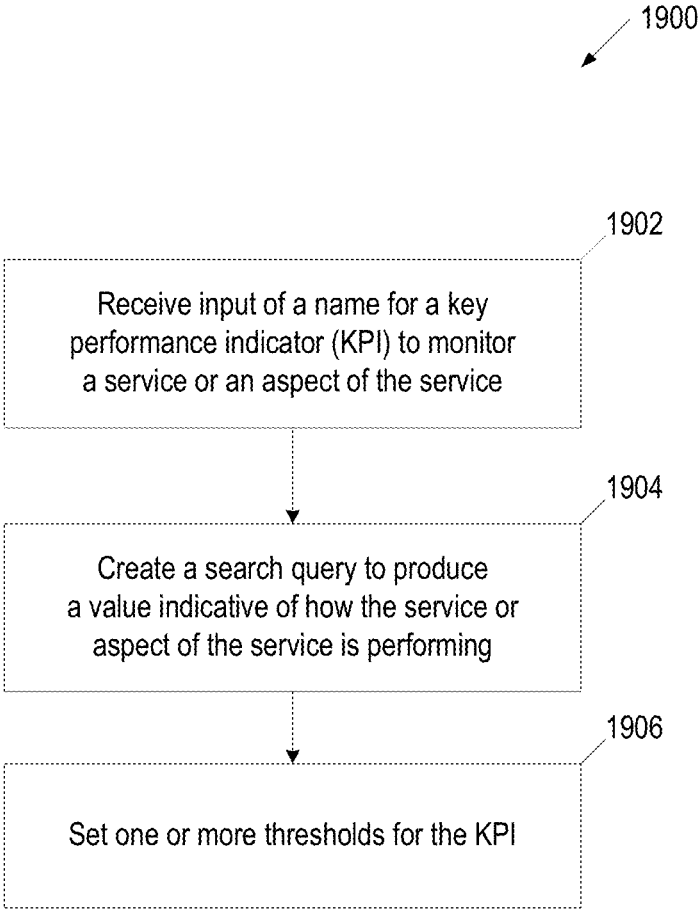 1900
1902
Receive input of a name for a key
performance indicator (KPI) to monitor
a service or an aspect of the service
1904
Create a search query to produce
a value indicative of how the service or
aspect of the service is performing
1906
Set one or more thresholds for the KPI